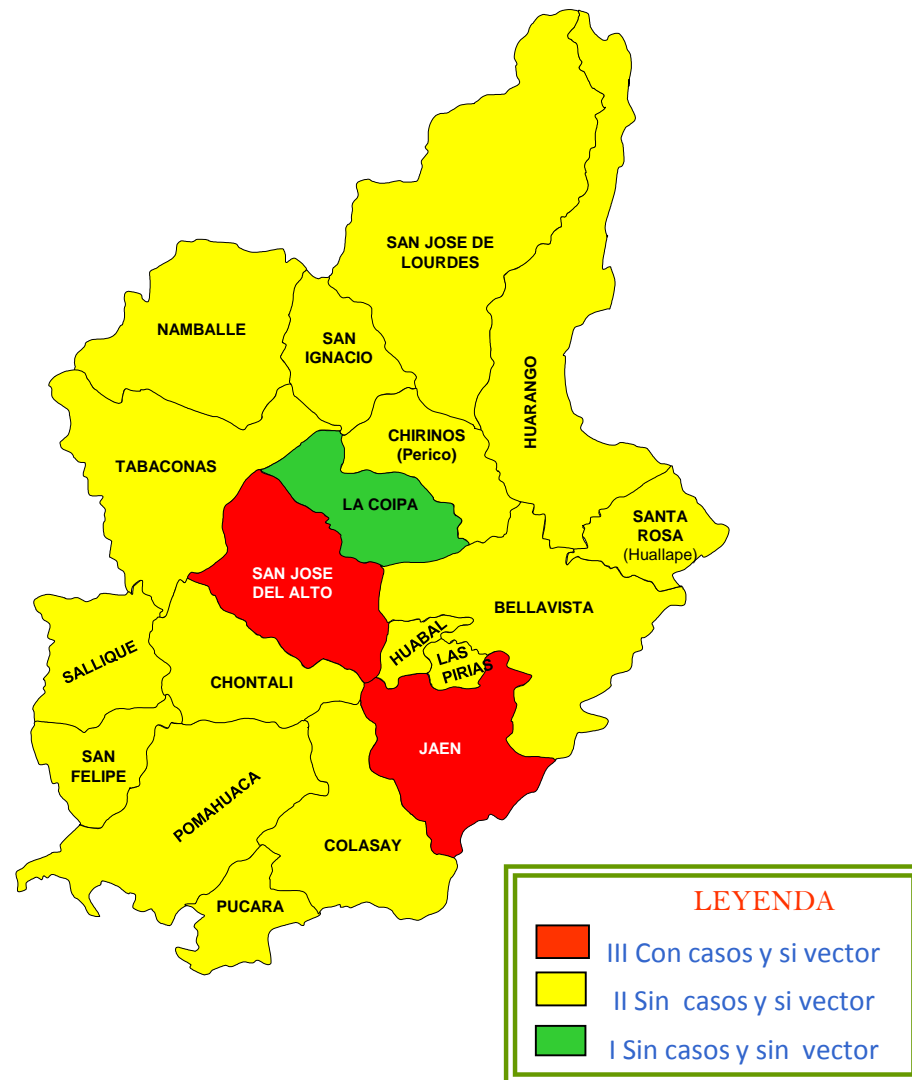 SAN JOSE DE
LOURDES
NAMBALLE
SAN
IGNACIO
HUARANGO
CHIRINOS
(Perico)
TABACONAS
LA COIPA
SANTA
ROSA
(Huallape)
SAN JOSE
DEL ALTO
BELLAVISTA
HUABAL
LAS
PIRIAS
SALLIQUE
CHONTALI
JAEN
SAN
FELIPE
POMAHUACA
COLASAY
PUCARA
LEYENDA
III Con casos y si vector
II Sin casos y si vector
I Sin casos y sin vector